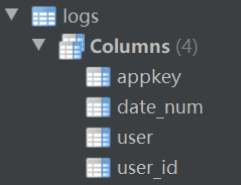 logs
Columns (4)
appkey
date_num
user
user_id